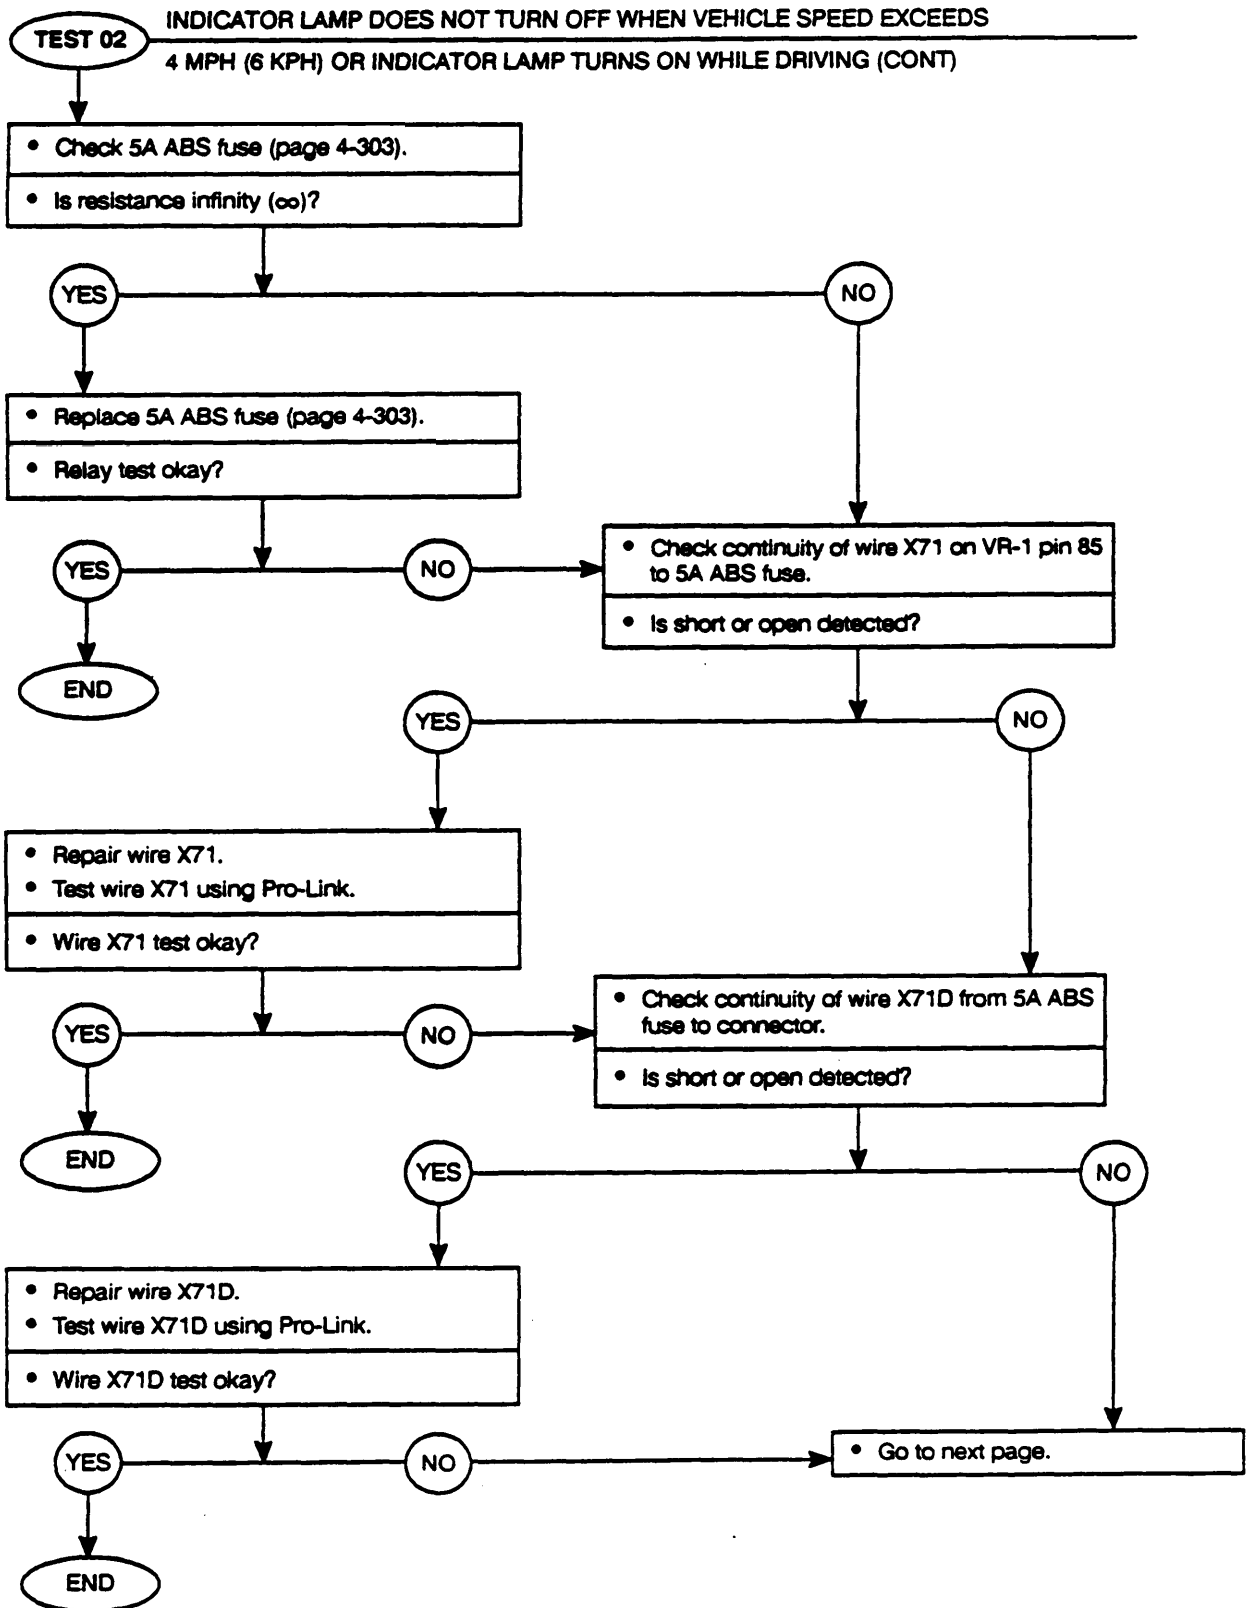 TEST 02
INDICATOR LAMP DOES NOT TURN OFF WHEN VEHICLE SPEED EXCEEDS
4 MPH (6 KPH) OR INDICATOR LAMP TURNS ON WHILE DRIVING (CONT)
• Check 5A ABS fuse (page 4-303).
• Is resistance infinity (∞)?
YES
NO
• Replace 5A ABS fuse (page 4-303).
• Relay test okay?
YES
NO
• Check continuity of wire X71 on VR-1 pin 85
to 5A ABS fuse.
• Is short or open detected?
END
YES
NO
• Repair wire X71.
• Test wire X71 using Pro-Link.
• Wire X71 test okay?
YES
NO
• Check continuity of wire X71D from 5A ABS
fuse to connector.
• Is short or open detected?
END
YES
NO
• Repair wire X71D.
• Test wire X71D using Pro-Link.
• Wire X71D test okay?
YES
NO
• Go to next page.
END